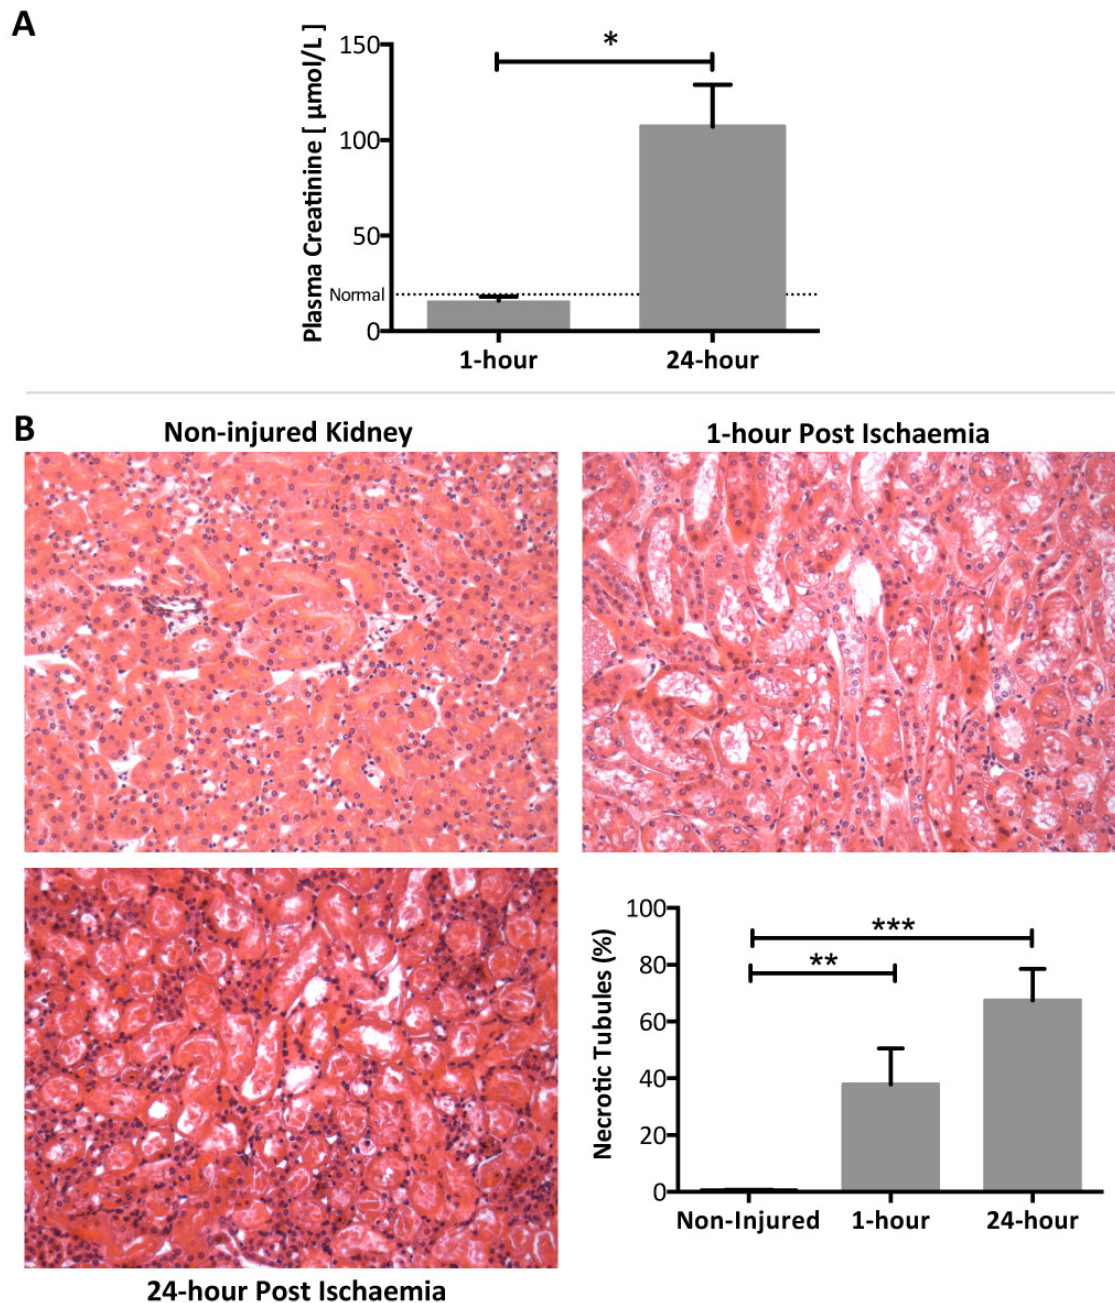 A
Plasma Creatinine [ µmol/L ]
150
100
50
0
Normal
*
1-hour
24-hour
B
Non-injured Kidney
1-hour Post Ischaemia
24-hour Post Ischaemia
Necrotic Tubules (%)
100
80
60
40
20
0
***
**
Non-Injured
1-hour
24-hour